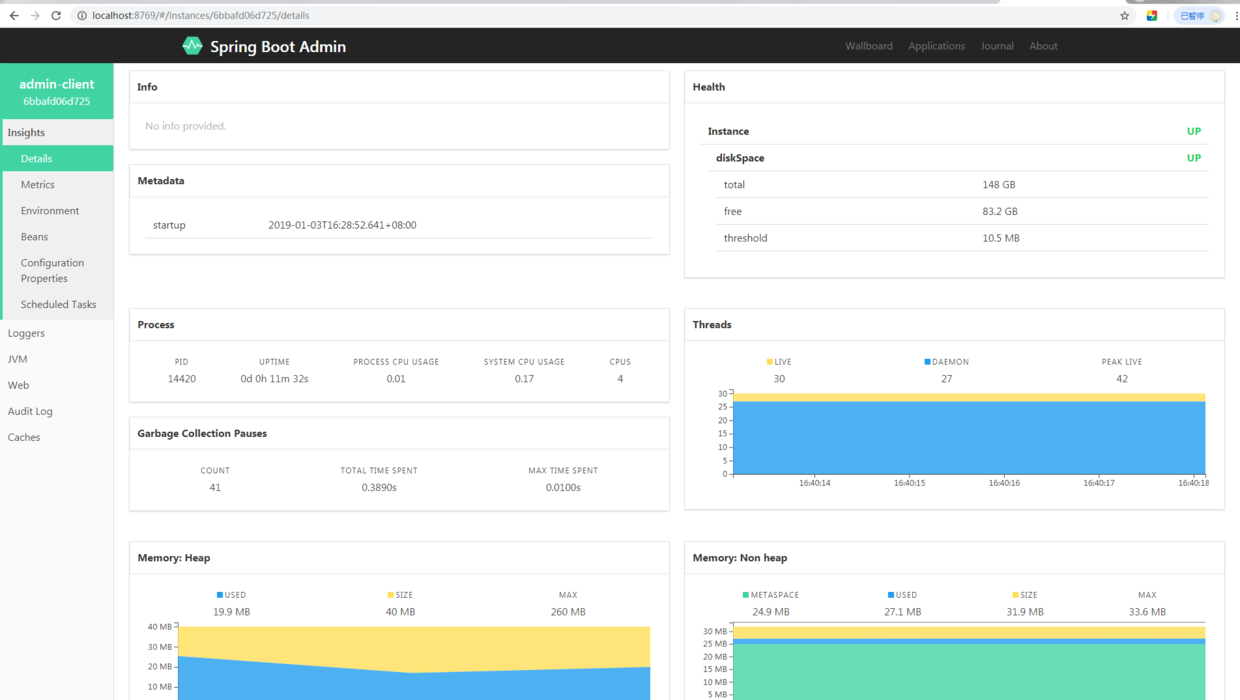 localhost:8769/#/instances/6bbafd06d725/details
已暂停
Spring Boot Admin
Wallboard Applications Journal About
admin-client
6bbafd06d725
Insights
Details
Metrics
Environment
Beans
Configuration
Properties
Scheduled Tasks
Loggers
JVM
Web
Audit Log
Caches
Info
No info provided.
Metadata
startup 2019-01-03T16:28:52.641+08:00
Health
Instance UP
diskSpace UP
total 148 GB
free 83.2 GB
threshold 10.5 MB
Process
PID UPTIME PROCESS CPU USAGE SYSTEM CPU USAGE CPUS
14420 0d 0h 11m 32s 0.01 0.17 4
Garbage Collection Pauses
COUNT TOTAL TIME SPENT MAX TIME SPENT
41 0.3890s 0.0100s
Threads
LIVE DAEMON PEAK LIVE
30 27 42
30
25
20
15
10
5
0
16:40:14 16:40:15 16:40:16 16:40:17 16:40:18
Memory: Heap
USED SIZE MAX
19.9 MB 40 MB 260 MB
40 MB
30 MB
20 MB
10 MB
Memory: Non heap
METASPACE USED SIZE MAX
24.9 MB 27.1 MB 31.9 MB 33.6 MB
30 MB
25 MB
20 MB
15 MB
10 MB
5 MB